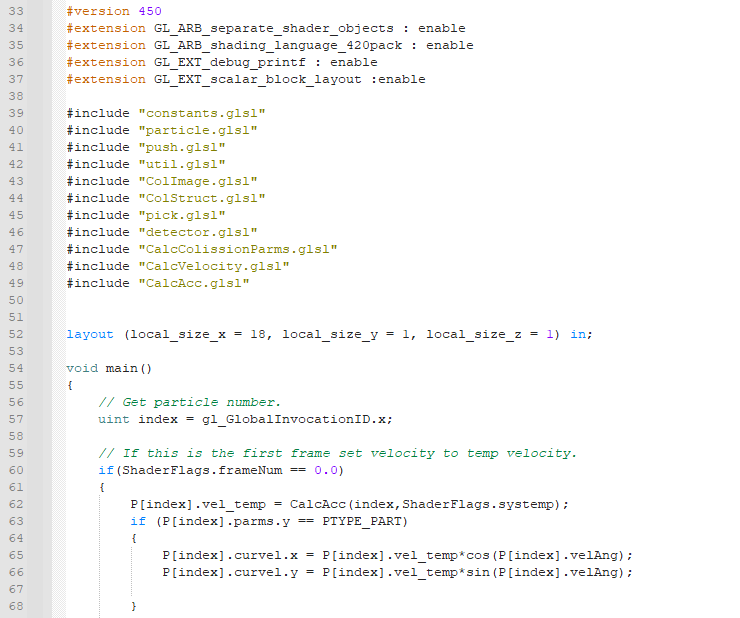 33 #version 450
34 #extension GL_ARB_separate_shader_objects : enable
35 #extension GL_ARB_shading_language_420pack : enable
36 #extension GL_EXT_debug_printf : enable
37 #extension GL_EXT_scalar_block_layout :enable
38
39 #include "constants.glsl"
40 #include "particle.glsl"
41 #include "push.glsl"
42 #include "util.glsl"
43 #include "ColImage.glsl"
44 #include "ColStruct.glsl"
45 #include "pick.glsl"
46 #include "detector.glsl"
47 #include "CalcColissionParms.glsl"
48 #include "CalcVelocity.glsl"
49 #include "CalcAcc.glsl"
50
51
52 layout (local_size_x = 18, local_size_y = 1, local_size_z = 1) in;
53
54 void main()
55 {
56 // Get particle number.
57 uint index = gl_GlobalInvocationID.x;
58
59 // If this is the first frame set velocity to temp velocity.
60 if(ShaderFlags.frameNum == 0.0)
61 {
62 P[index].vel_temp = CalcAcc(index,ShaderFlags.systemp);
63 if (P[index].parms.y == PTYPE_PART)
64 {
65 P[index].curvel.x = P[index].vel_temp*cos(P[index].velAng);
66 P[index].curvel.y = P[index].vel_temp*sin(P[index].velAng);
67
68 }